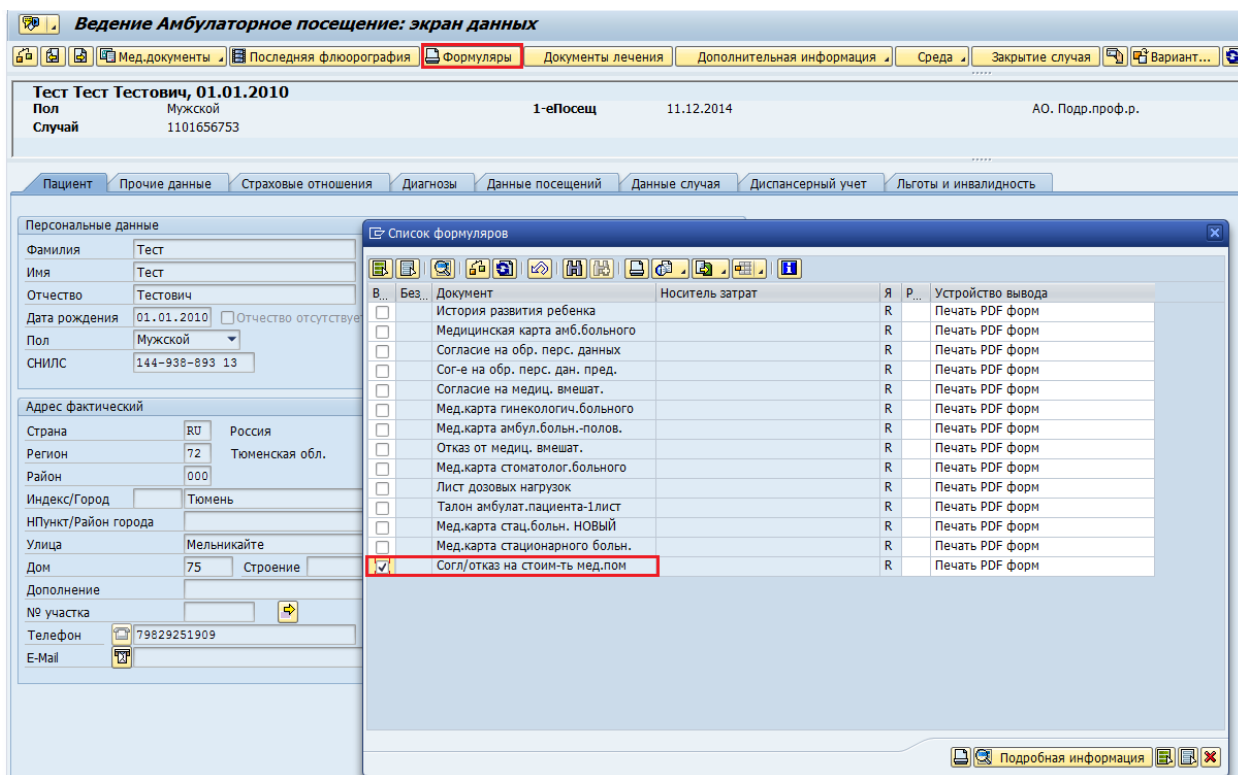 Ведение Амбулаторное посещение: экран данных
Мед.документы Последняя флюорография Формуляры Документы лечения Дополнительная информация Среда Закрытие случая Вариант...
Тест Тест Тестович, 01.01.2010
Пол Мужской 1-еПосещ 11.12.2014 АО. Подр.проф.р.
Случай 1101656753
Пациент Прочие данные Страховые отношения Диагнозы Данные посещений Данные случая Диспансерный учет Льготы и инвалидность
Персональные данные
Фамилия Тест
Имя Тест
Отчество Тестович
Дата рождения 01.01.2010 Отчество отсутствуе
Пол Мужской
СНИЛС 144-938-893 13
Адрес фактический
Страна RU Россия
Регион 72 Тюменская обл.
Район 000
Индекс/Город Тюмень
НПункт/Район города
Улица Мельникайте
Дом 75 Строение
Дополнение
№ участка
Телефон 79829251909
E-Mail
Список формуляров
В... Без... Документ Носитель затрат Я Р... Устройство вывода
История развития ребенка R Печать PDF форм
Медицинская карта амб.больного R Печать PDF форм
Согласие на обр. перс. данных R Печать PDF форм
Сог-е на обр. перс. дан. пред. R Печать PDF форм
Согласие на медиц. вмешат. R Печать PDF форм
Мед.карта гинекологич.больного R Печать PDF форм
Мед.карта амбул.больн.-полов. R Печать PDF форм
Отказ от медиц. вмешат. R Печать PDF форм
Мед.карта стоматолог.больного R Печать PDF форм
Лист дозовых нагрузок R Печать PDF форм
Талон амбулат.пациента-1лист R Печать PDF форм
Мед.карта стац.больн. НОВЫЙ R Печать PDF форм
Мед.карта стационарного больн. R Печать PDF форм
Согл/отказ на стоим-ть мед.пом R Печать PDF форм
Подробная информация